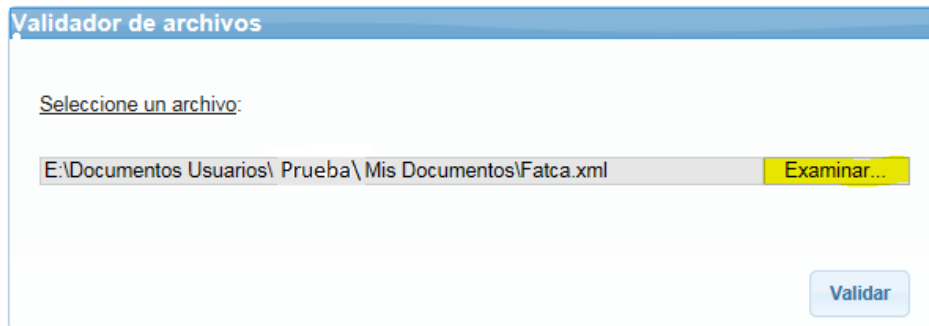 Validador de archivos
Seleccione un archivo:
E:\Documentos Usuarios\ Prueba\ Mis Documentos\Fatca.xml Examinar...
Validar